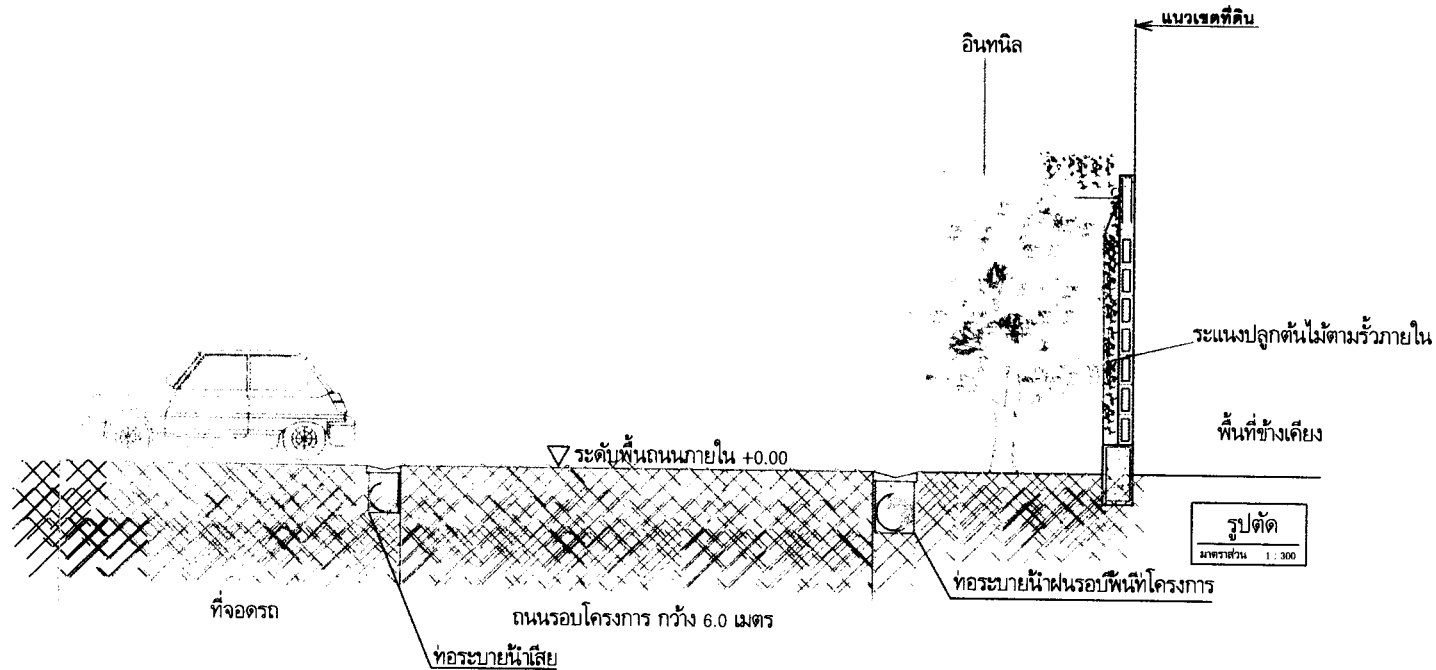 แนวเขตที่ดิน
อินทนิล
ระแนงปลูกต้นไม้ตามรั้วภายใน
พื้นที่ข้างเคียง
ระดับพื้นถนนภายใน +0.00
รูปตัด
มาตราส่วน 1 : 300
ท่อระบายน้ำฝนรอบพื้นที่โครงการ
ที่จอดรถ
ถนนรอบโครงการ กว้าง 6.0 เมตร
ท่อระบายน้ำเสีย